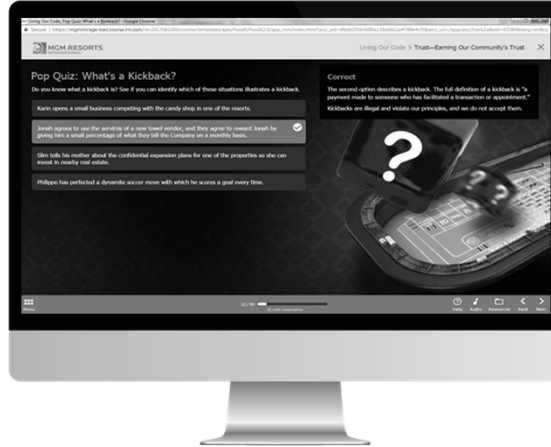 Living Our Code, Pop Quiz: What's a Kickback? - Google Chrome
Secure
MGM RESORTS
INTERNATIONAL
Living Our Code > Trust—Earning Our Community's Trust
Pop Quiz: What's a Kickback?
Do you know what a kickback is? See if you can identify which of these situations illustrates a kickback.
Karin opens a small business competing with the candy shop in one of the resorts.
Jonah agrees to use the services of a new towel vendor, and they agree to reward Jonah by
giving him a small percentage of what they bill the Company on a monthly basis.
Slim tells his mother about the confidential expansion plans for one of the properties so she can
invest in nearby real estate.
Philippe has perfected a dynamite soccer move with which he scores a goal every time.
Correct
The second option describes a kickback. The full definition of a kickback is "a
payment made to someone who has facilitated a transaction or appointment."
Kickbacks are illegal and violate our principles, and we do not accept them.
?
Menu
Help
Audio
Resources
Back
Next